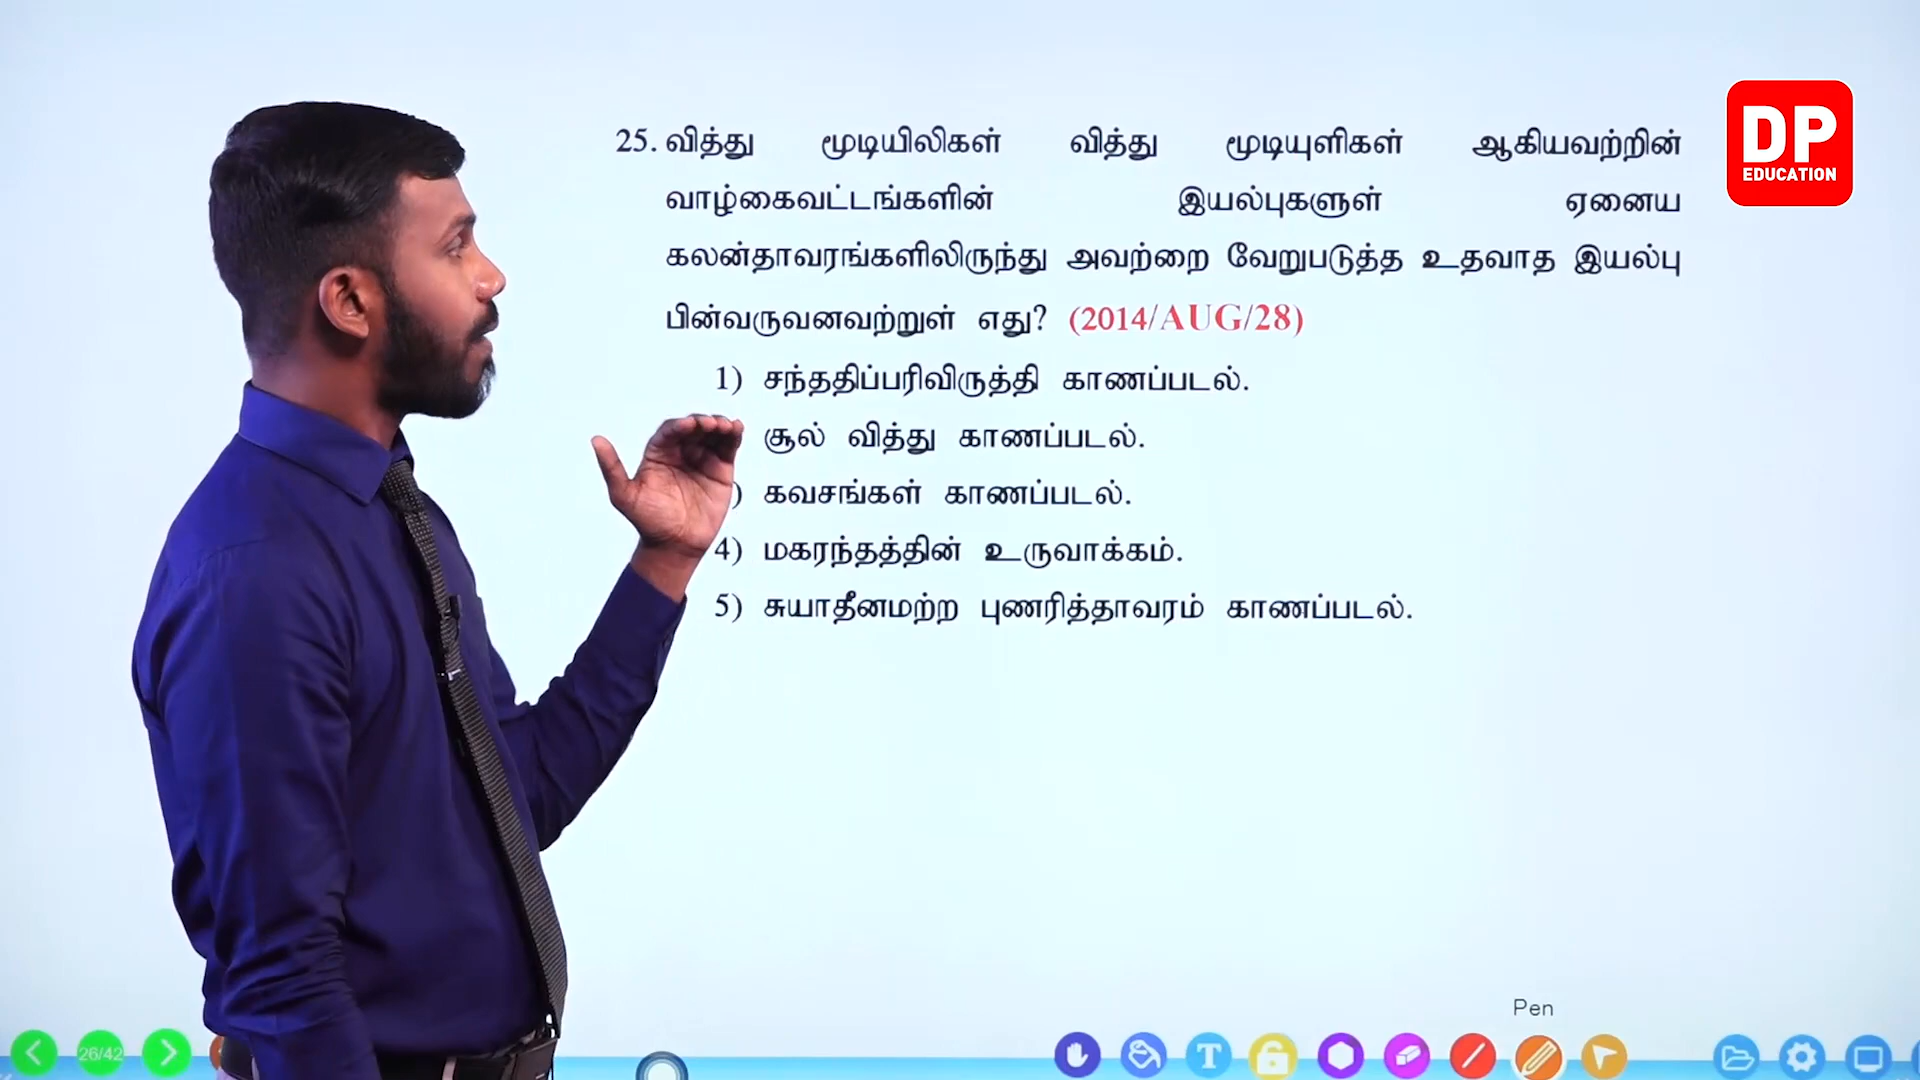 DP
EDUCATION
25. வித்து மூடியிலிகள் வித்து மூடியுளிகள் ஆகியவற்றின்
வாழ்கைவட்டங்களின் இயல்புகளுள் ஏனைய
கலன்தாவரங்களிலிருந்து அவற்றை வேறுபடுத்த உதவாத இயல்பு
பின்வருவனவற்றுள் எது? (2014/AUG/28)
1) சந்ததிப்பரிவிருத்தி காணப்படல்.
சூல் வித்து காணப்படல்.
) கவசங்கள் காணப்படல்.
4) மகரந்தத்தின் உருவாக்கம்.
5) சுயாதீனமற்ற புணரித்தாவரம் காணப்படல்.
Pen
26/42
T